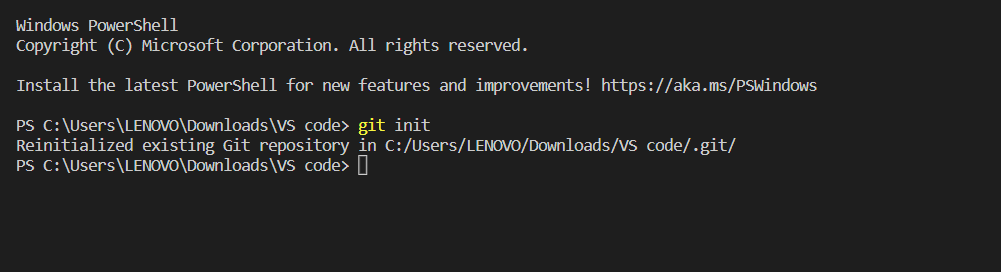 Windows PowerShell
Copyright (C) Microsoft Corporation. All rights reserved.
Install the latest PowerShell for new features and improvements! https://aka.ms/PSWindows
PS C:\Users\LENOVO\Downloads\VS code> git init
Reinitialized existing Git repository in C:/Users/LENOVO/Downloads/VS code/.git/
PS C:\Users\LENOVO\Downloads\VS code>